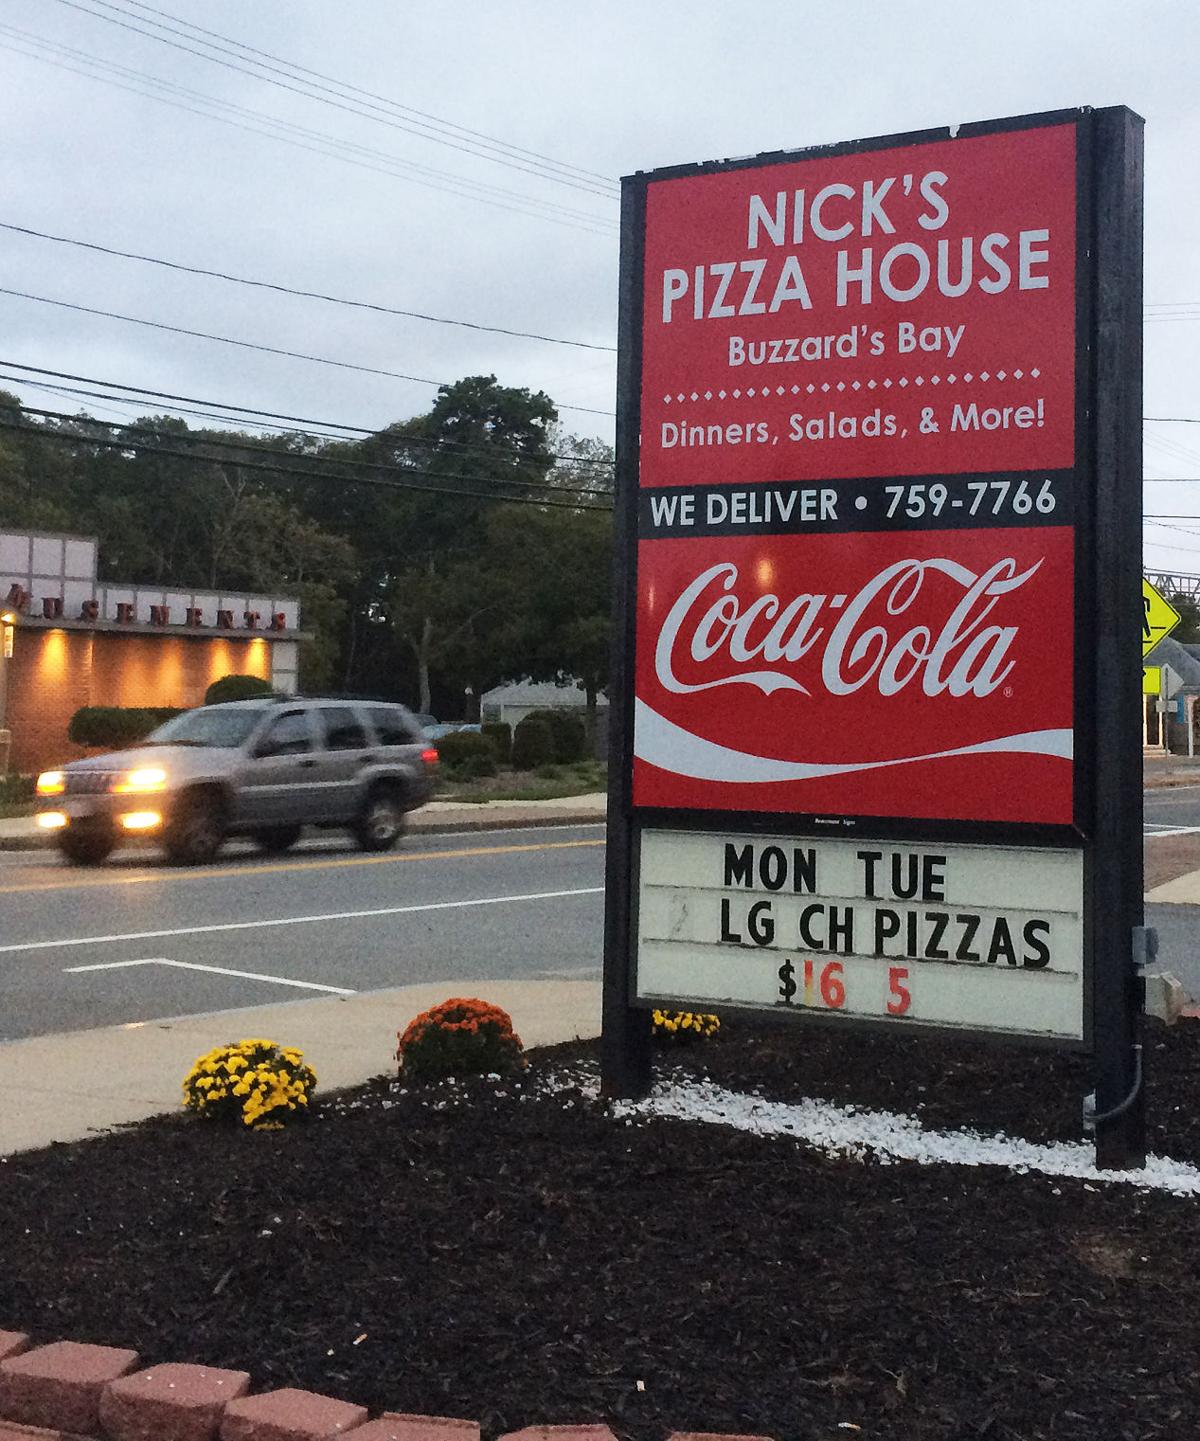 NICK'S
PIZZA HOUSE
Buzzard's Bay
Dinners, Salads, & More!
WE DELIVER • 759-7766
Coca-Cola®
MON TUE
LG CH PIZZAS
$16 5
AMUSEMENTS